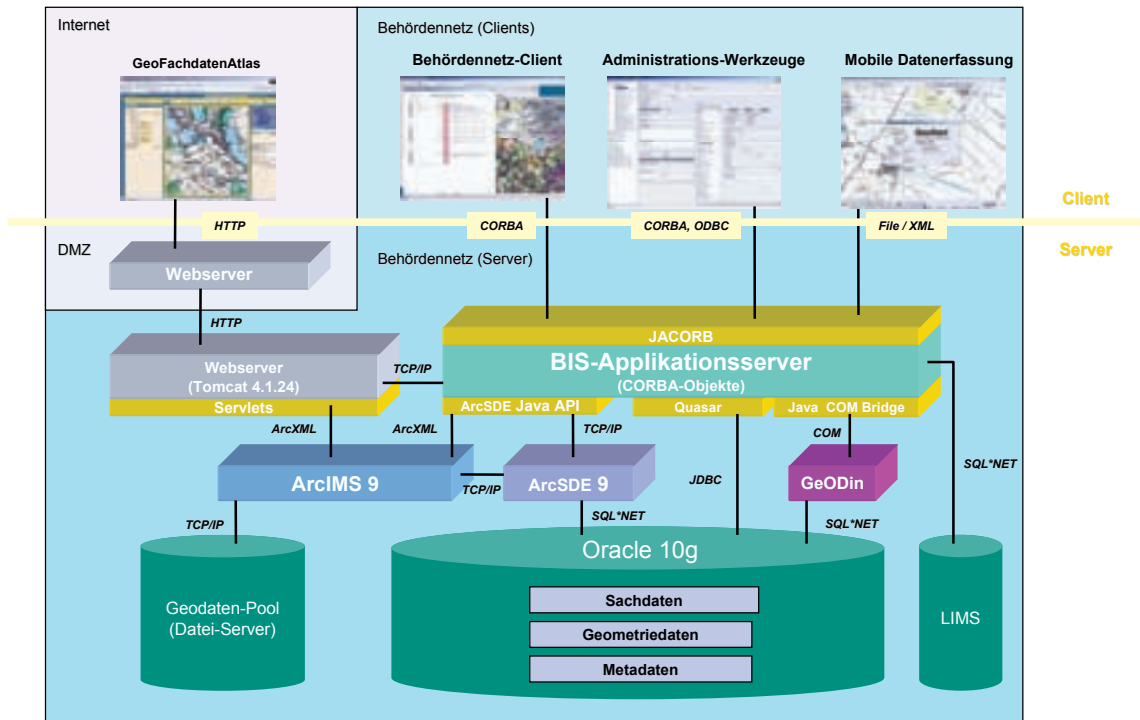 Internet
Behördennetz (Clients)
GeoFachdatenAtlas
Behördennetz-Client
Administrations-Werkzeuge
Mobile Datenerfassung
Client
HTTP
CORBA
CORBA, ODBC
File / XML
DMZ
Behördennetz (Server)
Server
Webserver
HTTP
JACORB
BIS-Applikationsserver
(CORBA-Objekte)
Webserver
(Tomcat 4.1.24)
TCP/IP
Servlets
ArcSDE Java API
Quasar
Java COM Bridge
ArcXML
ArcXML
TCP/IP
COM
SQL*NET
ArcIMS 9
TCP/IP
ArcSDE 9
JDBC
GeODin
TCP/IP
SQL*NET
SQL*NET
Oracle 10g
Geodaten-Pool
(Datei-Server)
Sachdaten
Geometriedaten
Metadaten
LIMS